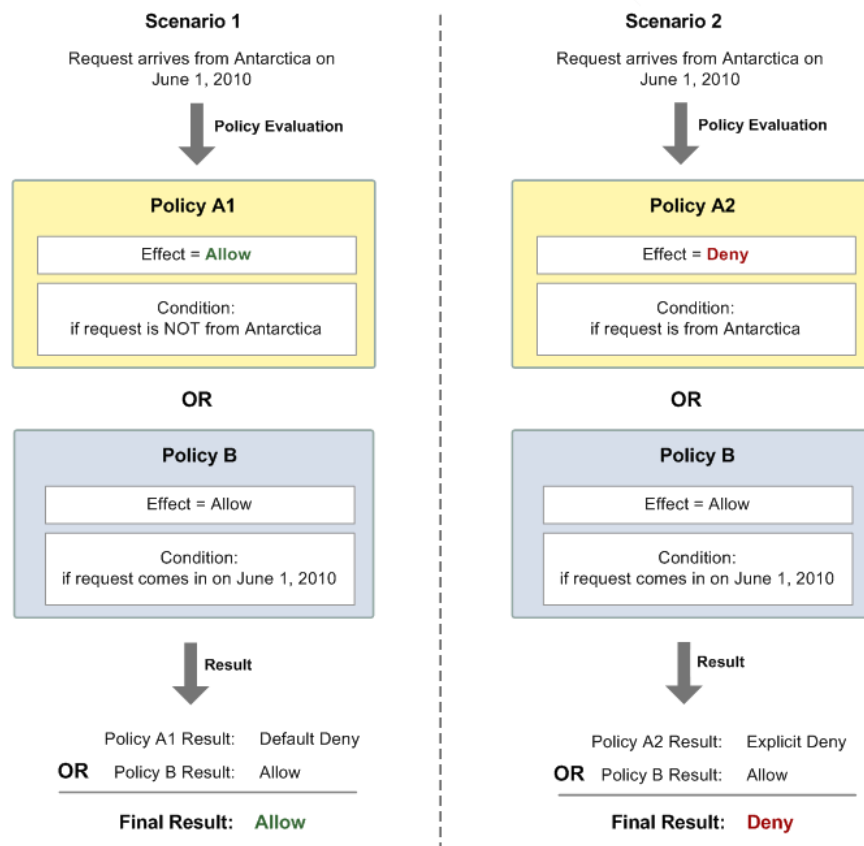 Scenario 1
Request arrives from Antarctica on
June 1, 2010
Policy Evaluation
Policy A1
Effect = Allow
Condition:
if request is NOT from Antarctica
OR
Policy B
Effect = Allow
Condition:
if request comes in on June 1, 2010
Result
Policy A1 Result: Default Deny
OR Policy B Result: Allow
Final Result: Allow
Scenario 2
Request arrives from Antarctica on
June 1, 2010
Policy Evaluation
Policy A2
Effect = Deny
Condition:
if request is from Antarctica
OR
Policy B
Effect = Allow
Condition:
if request comes in on June 1, 2010
Result
Policy A2 Result: Explicit Deny
OR Policy B Result: Allow
Final Result: Deny